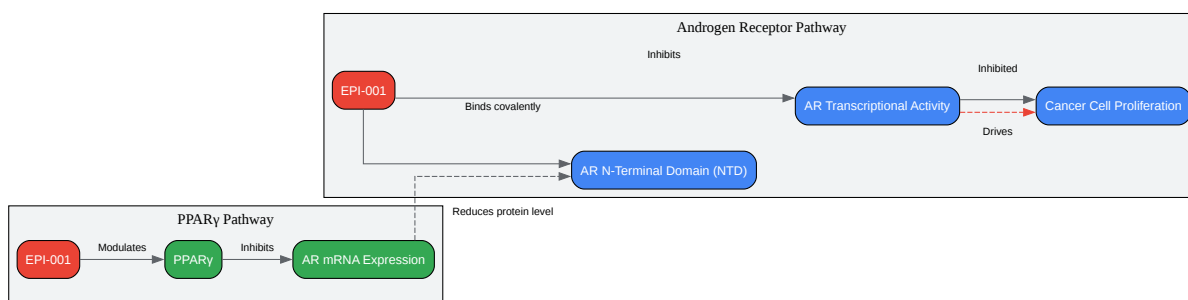 Androgen Receptor Pathway
Inhibits
Inhibited
EPI-001
Binds covalently
AR Transcriptional Activity
Cancer Cell Proliferation
Drives
AR N-Terminal Domain (NTD)
Reduces protein level
PPARγ Pathway
Modulates
Inhibits
EPI-001
PPARγ
AR mRNA Expression